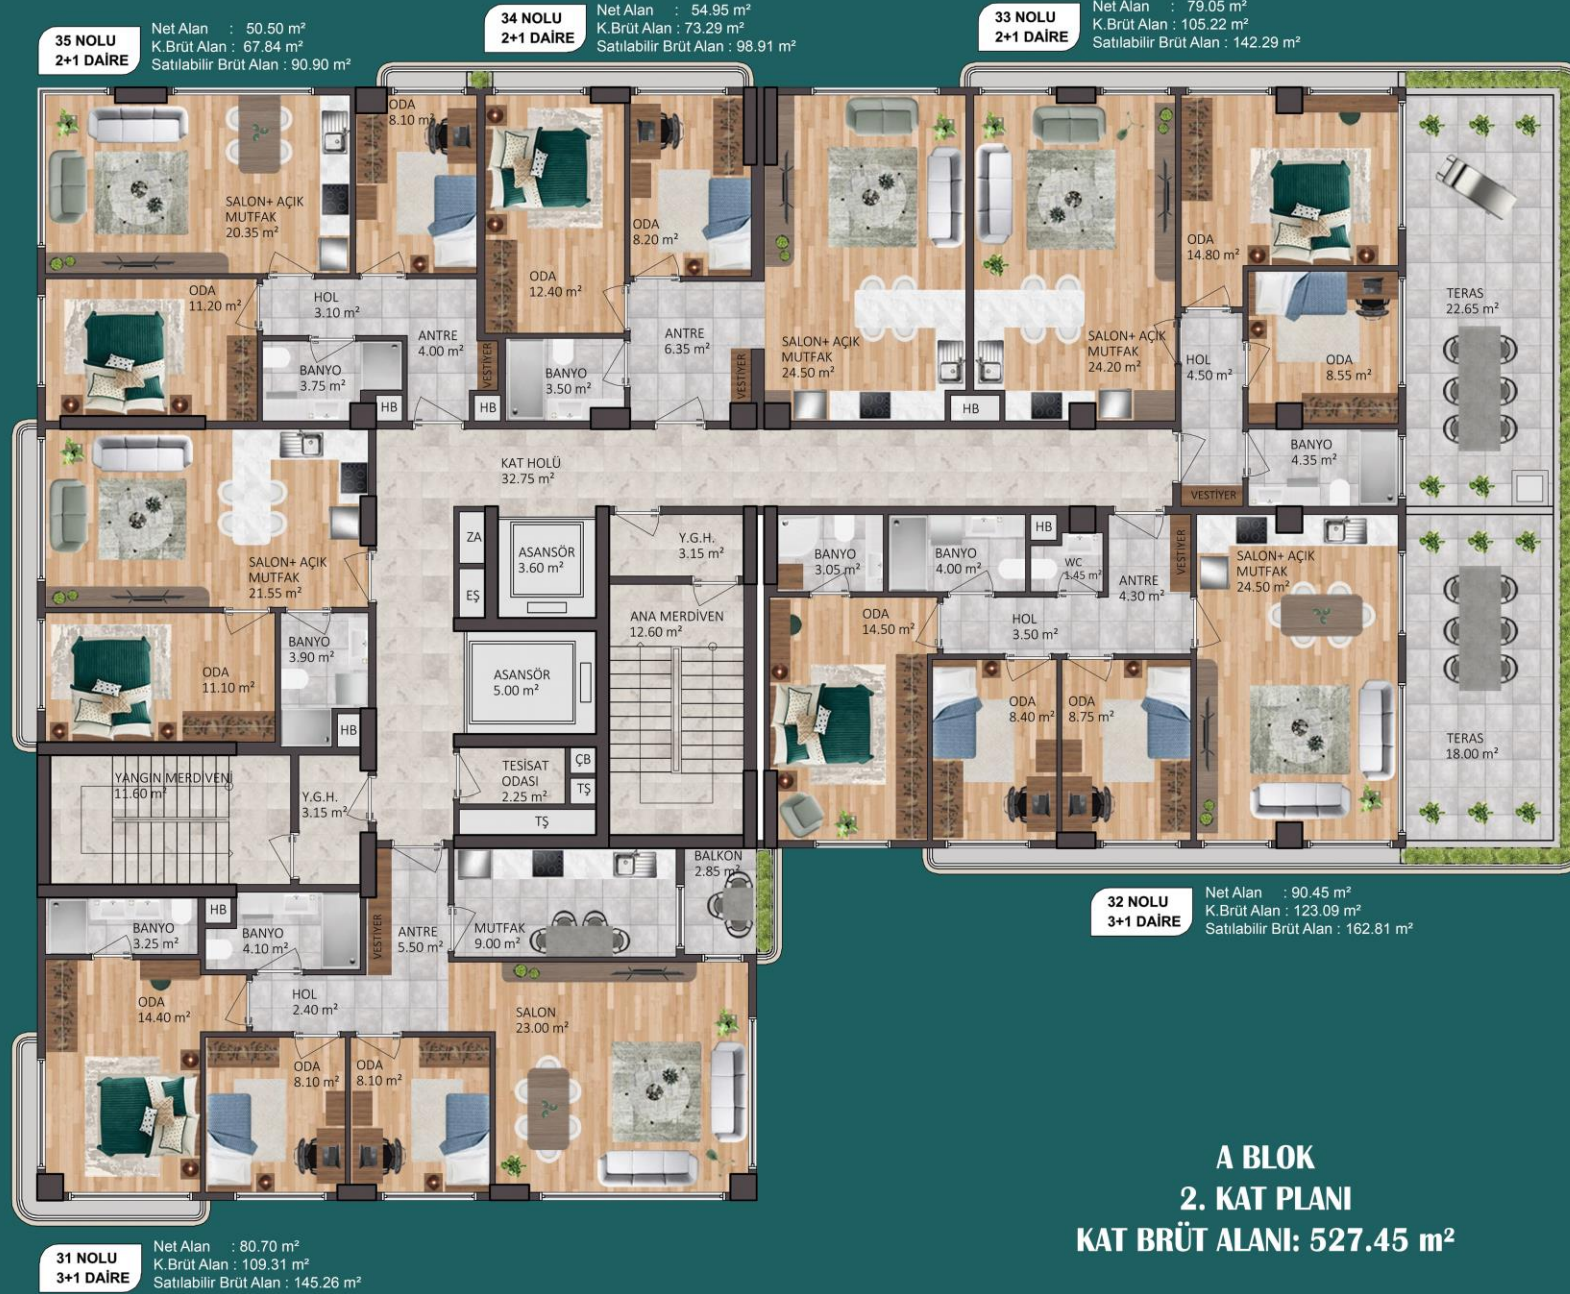 35 NOLU
2+1 DAİRE
Net Alan : 50.50 m²
K.Brüt Alan : 67.84 m²
Satılabilir Brüt Alan : 90.90 m²
34 NOLU
2+1 DAİRE
Net Alan : 54.95 m²
K.Brüt Alan : 73.29 m²
Satılabilir Brüt Alan : 98.91 m²
33 NOLU
2+1 DAİRE
Net Alan : 79.05 m²
K.Brüt Alan : 105.22 m²
Satılabilir Brüt Alan : 142.29 m²
SALON+ AÇIK
MUTFAK
20.35 m²
ODA
8.10 m²
ODA
12.40 m²
ODA
8.20 m²
SALON+ AÇIK
MUTFAK
24.50 m²
SALON+ AÇIK
MUTFAK
24.20 m²
ODA
14.80 m²
TERAS
22.65 m²
ODA
11.20 m²
HOL
3.10 m²
ANTRE
4.00 m²
BANYO
3.75 m²
HB
VESTİYER
HB
BANYO
3.50 m²
ANTRE
6.35 m²
VESTİYER
HB
HOL
4.50 m²
ODA
8.55 m²
BANYO
4.35 m²
VESTİYER
KAT HOLÜ
32.75 m²
SALON+ AÇIK
MUTFAK
21.55 m²
ZA
EŞ
ASANSÖR
3.60 m²
Y.G.H.
3.15 m²
BANYO
3.05 m²
BANYO
4.00 m²
HB
WC
1.45 m²
ANTRE
4.30 m²
VESTİYER
SALON+ AÇIK
MUTFAK
24.50 m²
ODA
11.10 m²
BANYO
3.90 m²
HB
ASANSÖR
5.00 m²
ANA MERDİVEN
12.60 m²
ODA
14.50 m²
HOL
3.50 m²
ODA
8.40 m²
ODA
8.75 m²
TERAS
18.00 m²
YANGIN MERDİVENİ
11.60 m²
Y.G.H.
3.15 m²
TESİSAT
ODASI
2.25 m²
ÇB
TŞ
TŞ
BANYO
3.25 m²
HB
BANYO
4.10 m²
VESTİYER
ANTRE
5.50 m²
MUTFAK
9.00 m²
BALKON
2.85 m²
32 NOLU
3+1 DAİRE
Net Alan : 90.45 m²
K.Brüt Alan : 123.09 m²
Satılabilir Brüt Alan : 162.81 m²
ODA
14.40 m²
HOL
2.40 m²
SALON
23.00 m²
ODA
8.10 m²
ODA
8.10 m²
A BLOK
2. KAT PLANI
KAT BRÜT ALANI: 527.45 m²
31 NOLU
3+1 DAİRE
Net Alan : 80.70 m²
K.Brüt Alan : 109.31 m²
Satılabilir Brüt Alan : 145.26 m²